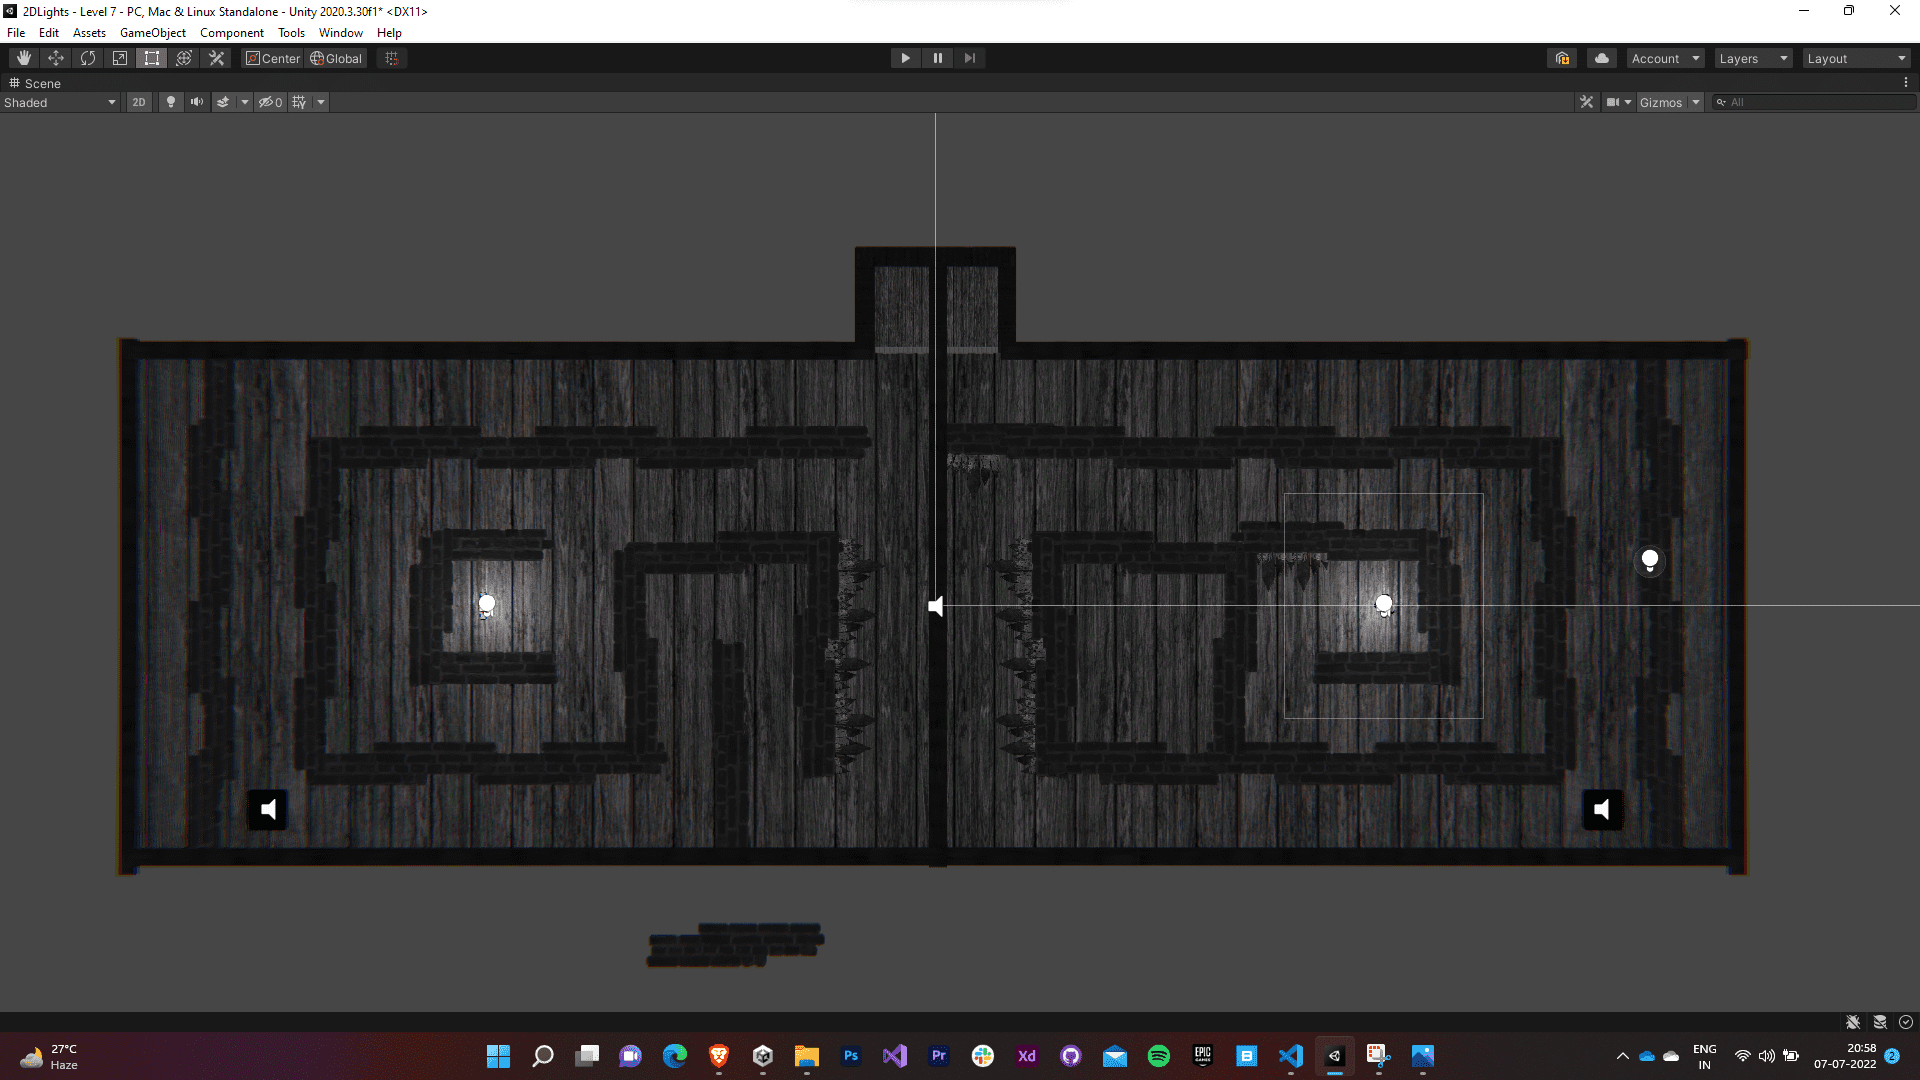 2DLights - Level 7 - PC, Mac & Linux Standalone - Unity 2020.3.30f1* <DX11>
File Edit Assets GameObject Component Tools Window Help
Center Global Account Layers Layout
Scene
Shaded 2D 0 Gizmos All
Ps Pr Xd EPIC GAMES
27°C
Haze
ENG
IN
20:58
07-07-2022
2